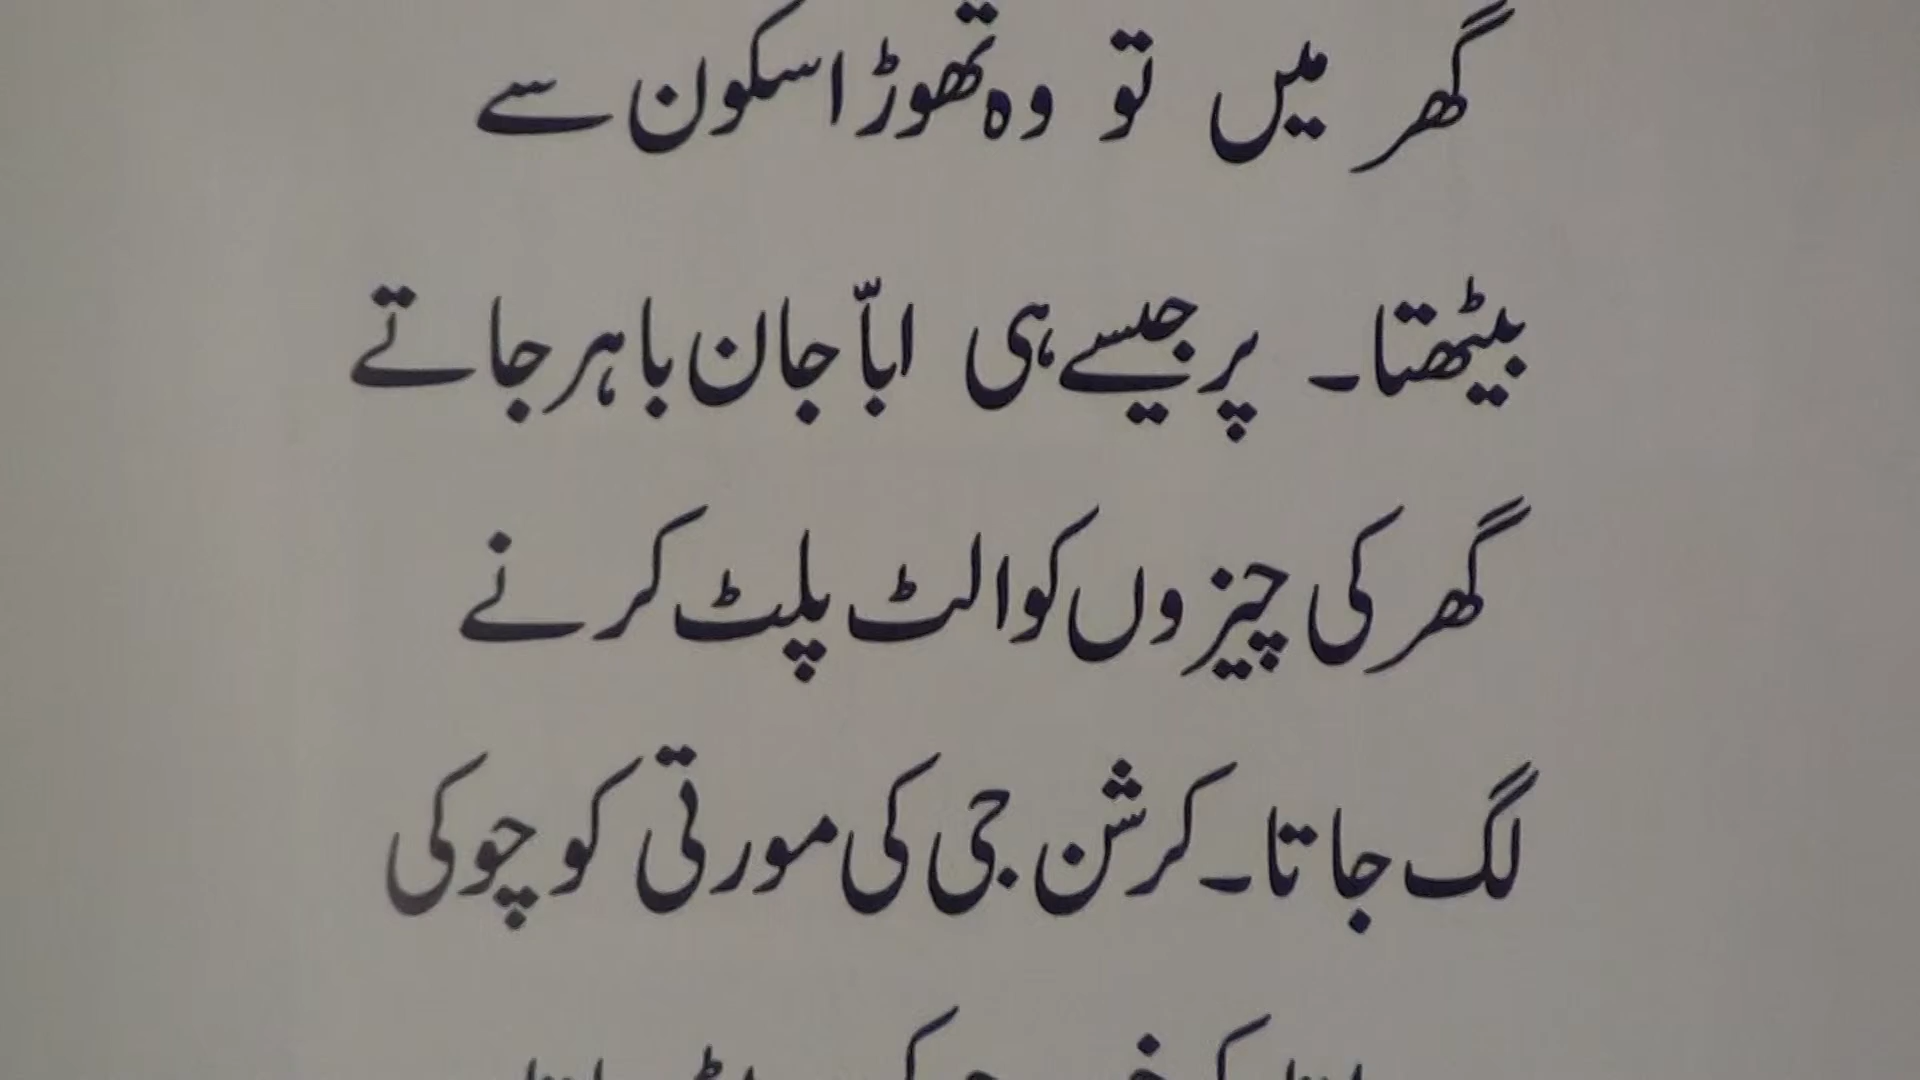 گھر میں تو وہ تھوڑا سکون سے
بیٹھتا۔ پر جیسے ہی ابّا جان باہر جاتے
گھر کی چیزوں کو الٹ پلٹ کرنے
لگ جاتا۔ کرشن جی کی مورتی کو چوکی